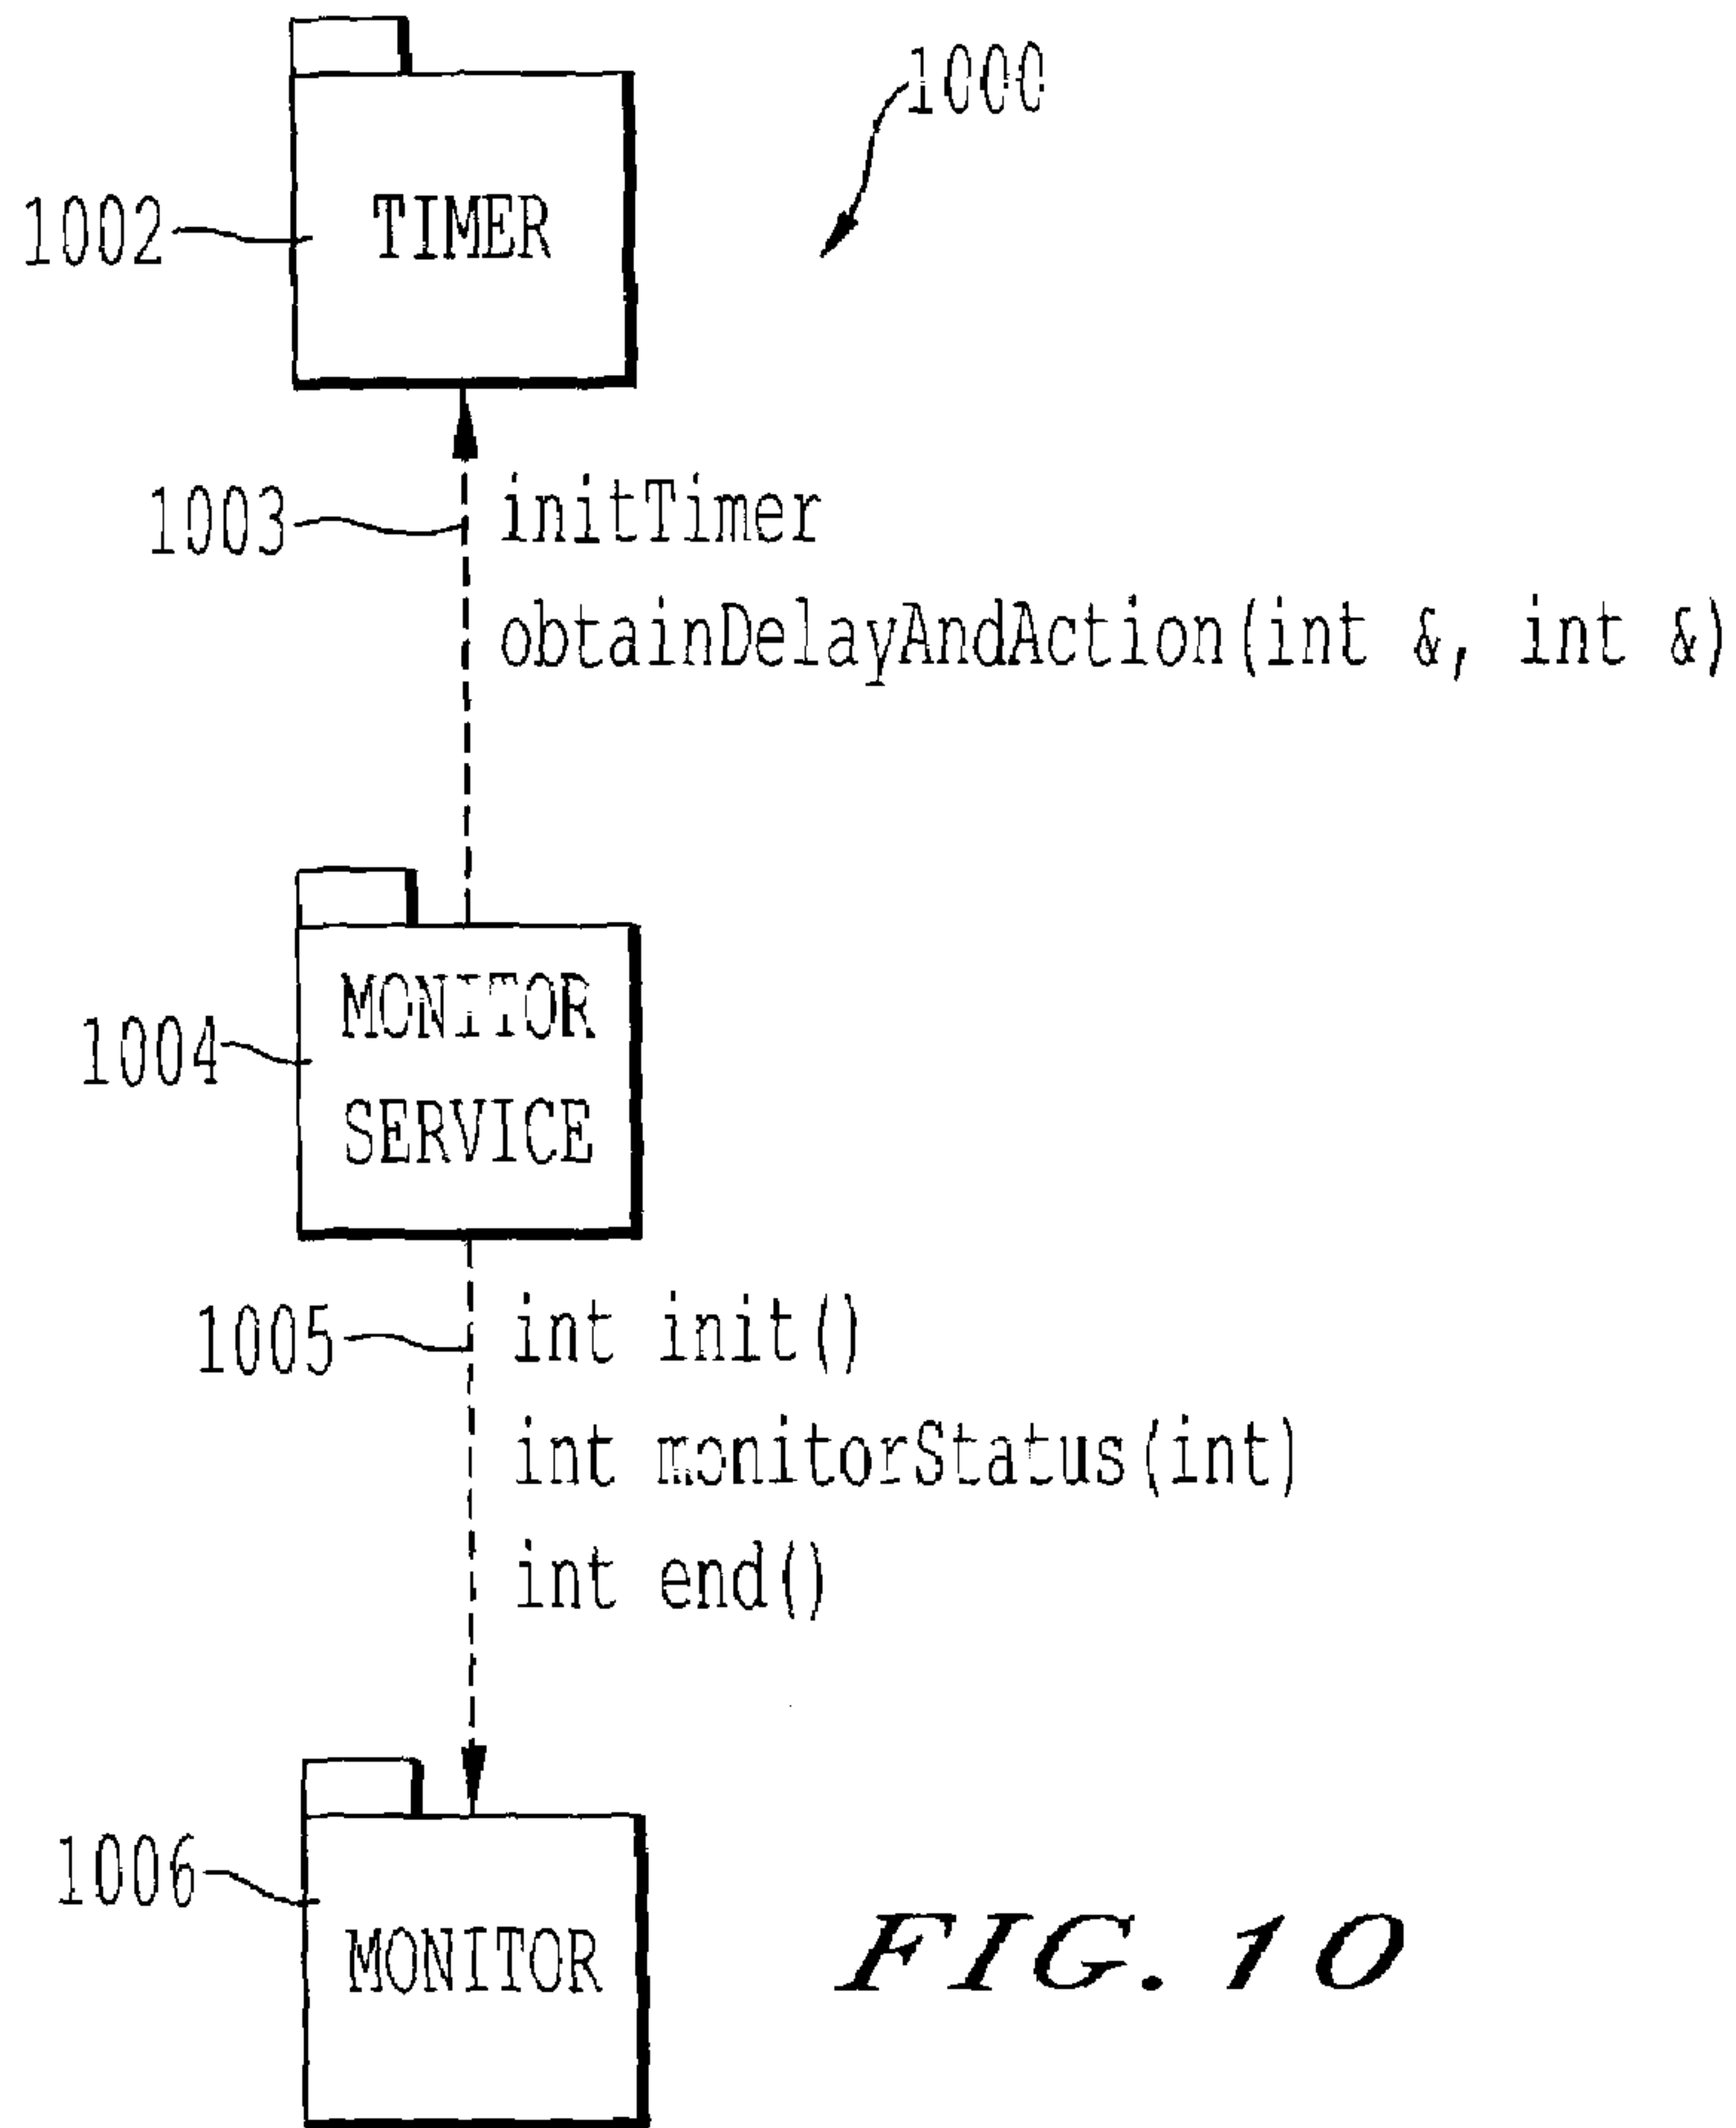 1000
1002
TIMER
1003
initTimer
obtainDelayAndAction(int &, int &)
MONITOR
1004
SERVICE
1005
int init()
int monitorStatus(int)
int end()
1006
MONITOR
FIG. 10